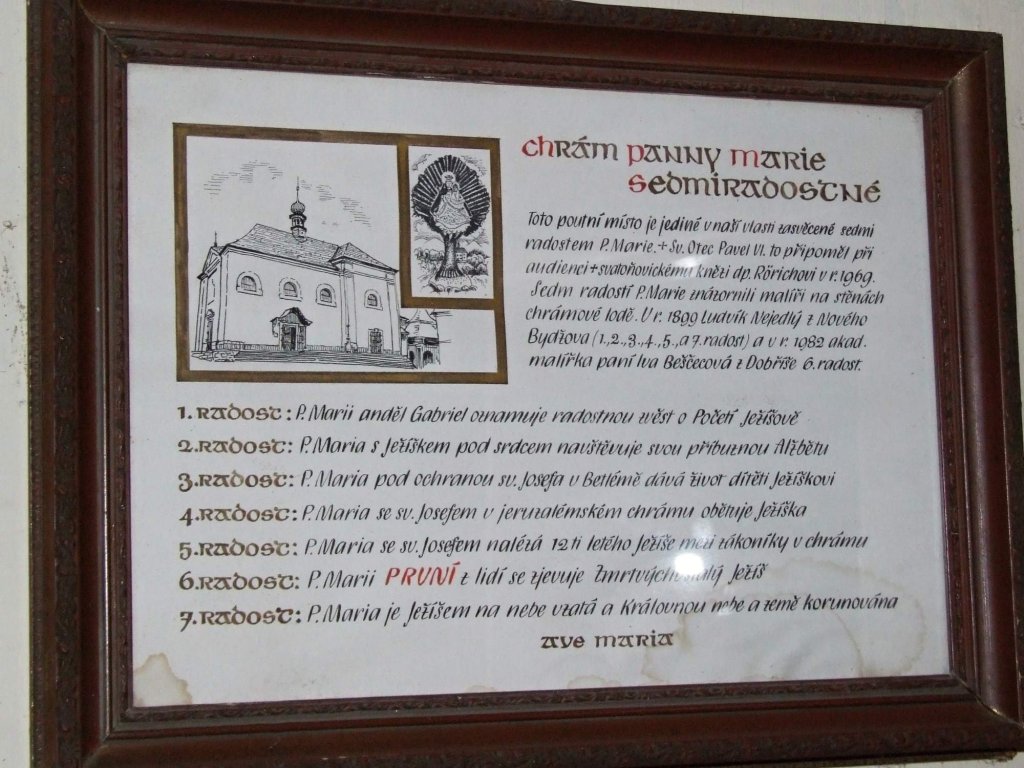 Chrám Panny Marie
Sedmiradostné
Toto poutní místo je jediné v naší vlasti zasvěcené sedmi
radostem P. Marie. + Sv. Otec Pavel VI. to připoměl při
audienci + svatoňovickému knězi dp. Rörichovi v r. 1969.
Sedm radostí P. Marie znázornili malíři na stěnách
chrámové lodě. V r. 1899 Ludvík Nejedlý z Nového
Bydžova (1., 2., 3., 4., 5., a 7. radost) a v r. 1982 akad.
malířka paní Iva Beščecová z Dobříše 6. radost.
1. Radost: P. Marii anděl Gabriel oznamuje radostnou zvěst o Početí Ježíšově
2. Radost: P. Maria s Ježíškem pod srdcem navštěvuje svou příbuznou Alžbětu
3. Radost: P. Maria pod ochranou sv. Josefa v Betlémě dává život dítěti Ježíškovi
4. Radost: P. Maria se sv. Josefem v jeruzalémském chrámu obětuje Ježíška
5. Radost: P. Maria se sv. Josefem nalézá 12 ti letého Ježíše mezi zákoníky v chrámu
6. Radost: P. Marii PRVNÍ z lidí se zjevuje Zmrtvýchvstalý Ježíš
7. Radost: P. Maria je Ježíšem na nebe vzatá a Královnou nebe a země korunována
Ave Maria